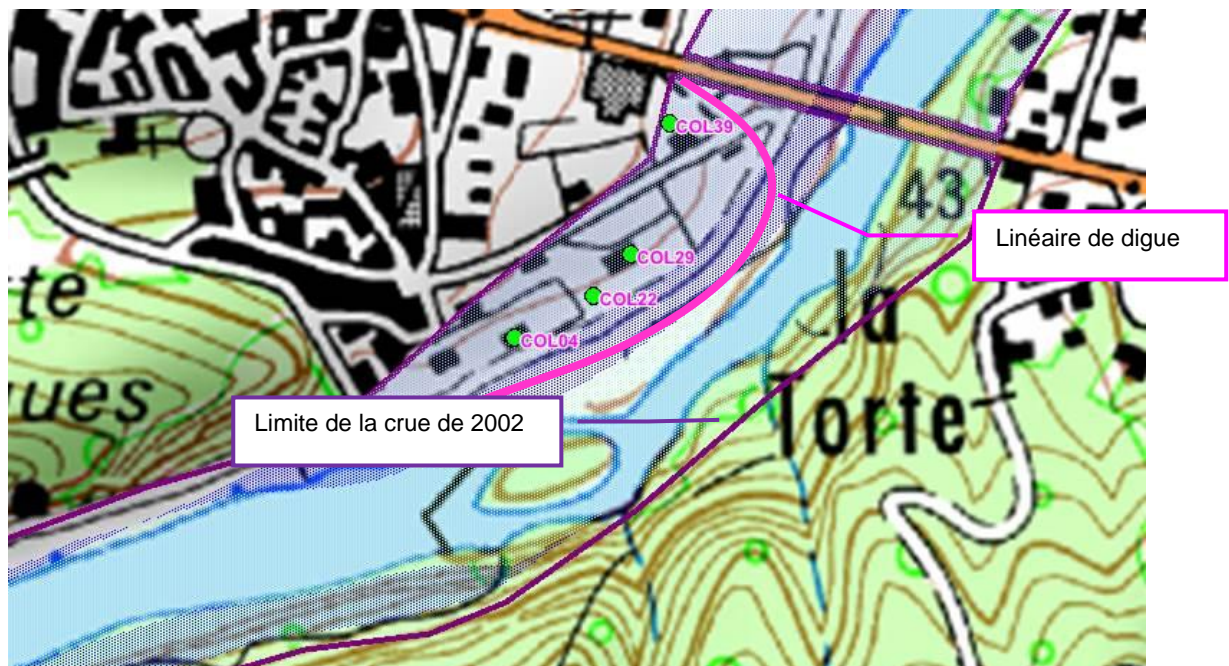 COL39
43
Linéaire de digue
COL29
te
COL22
la
COL04
ues
Limite de la crue de 2002
Torte